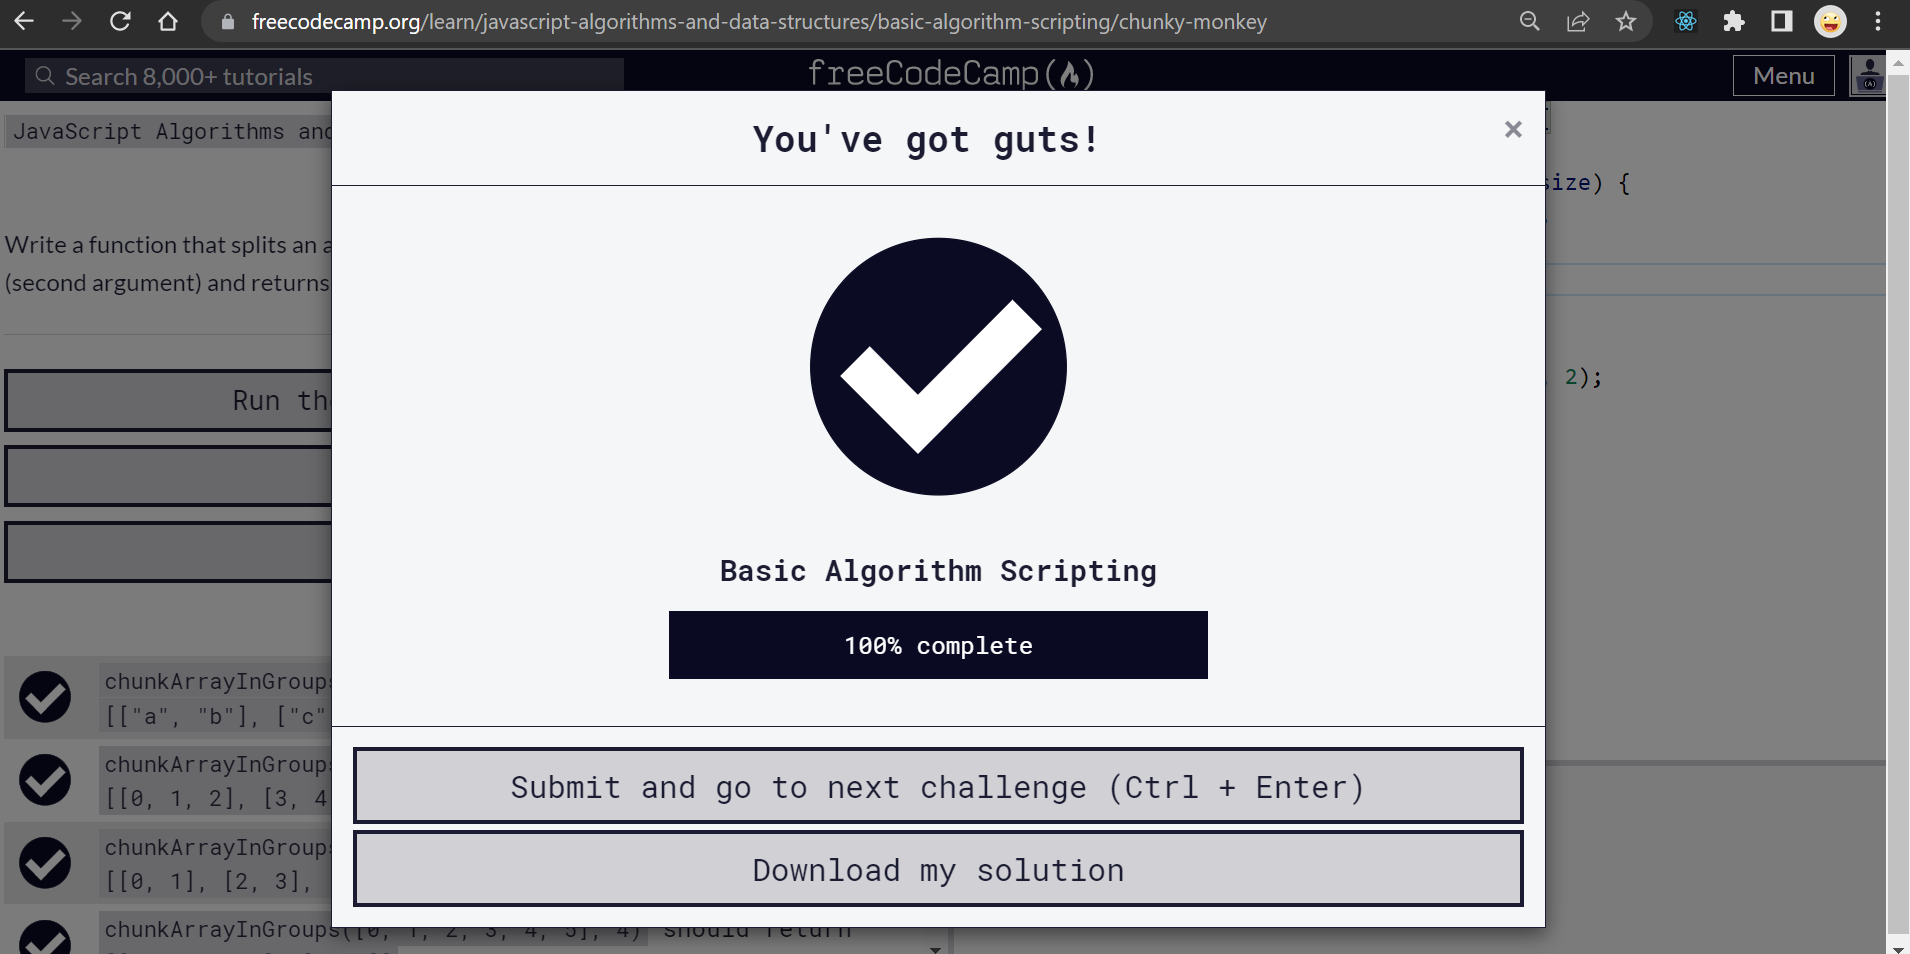 freecodecamp.org/learn/javascript-algorithms-and-data-structures/basic-algorithm-scripting/chunky-monkey
Search 8,000+ tutorials
freeCodeCamp
Menu
JavaScript Algorithms and
You've got guts!
×
size) {
Write a function that splits an a
(second argument) and returns
2);
Run the
Basic Algorithm Scripting
100% complete
chunkArrayInGroups
[["a", "b"], ["c"
chunkArrayInGroups
[[0, 1, 2], [3, 4
chunkArrayInGroups
[[0, 1], [2, 3],
Submit and go to next challenge (Ctrl + Enter)
Download my solution
chunkArrayInGroups([0, 1, 2, 3, 4, 5], 4) should return